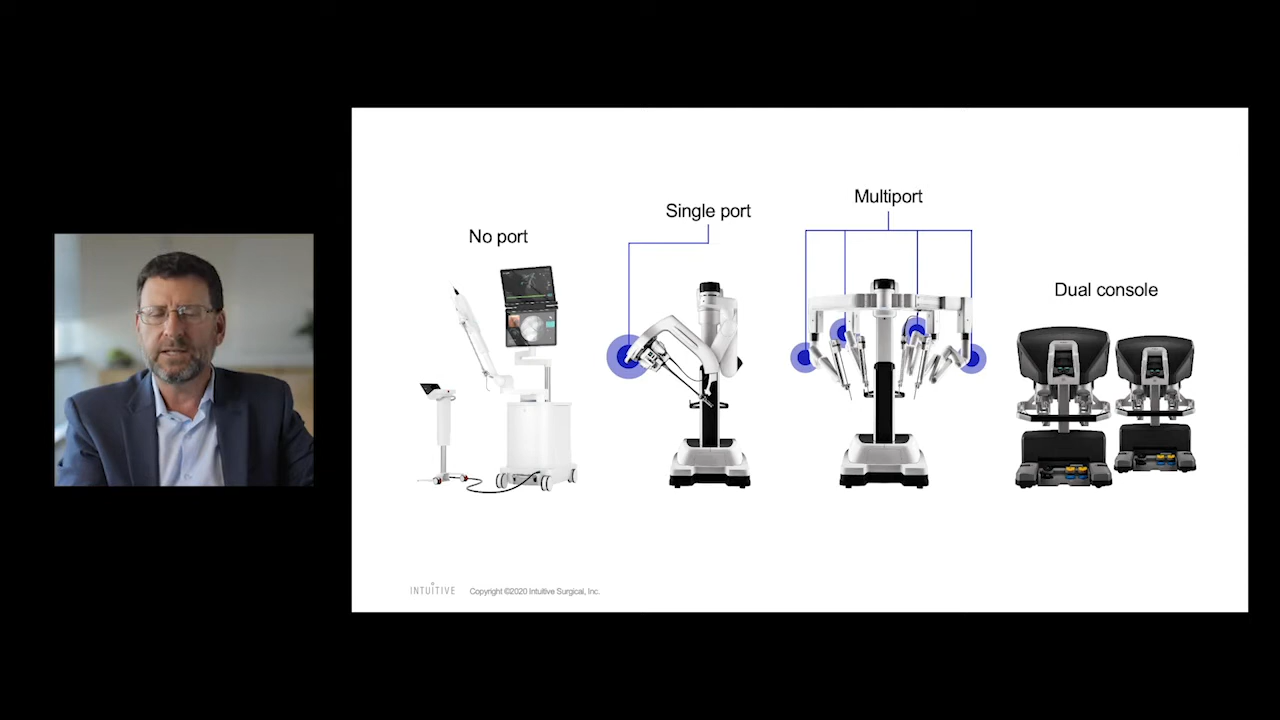 No port
Single port
Multiport
Dual console
INTUITIVE
Copyright ©2020 Intuitive Surgical, Inc.